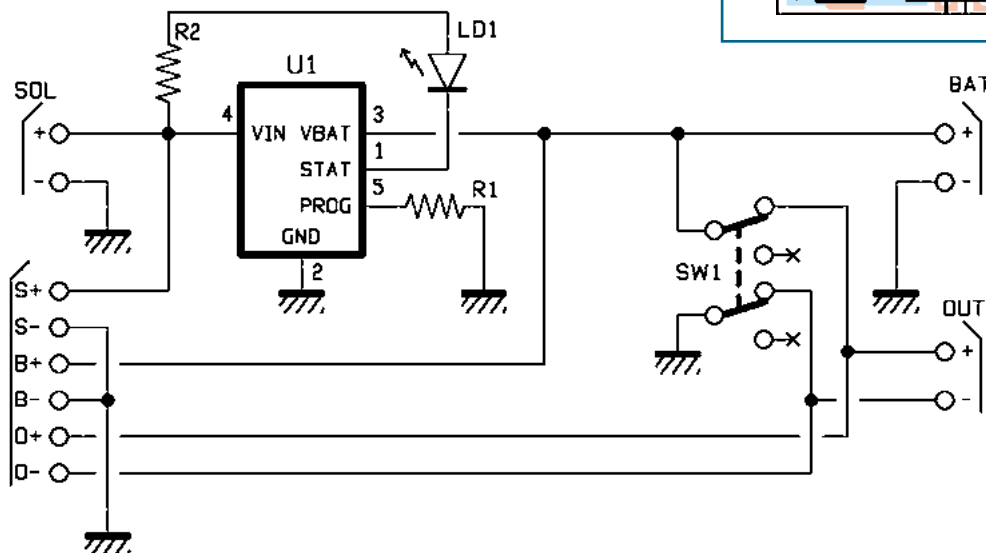 R2
LD1
U1
SOL
BAT
4
3
+
VIN
VBAT
+
1
STAT
-
5
R1
-
PROG
GND
2
SW1
S+
S-
OUT
B+
+
B-
-
O+
O-